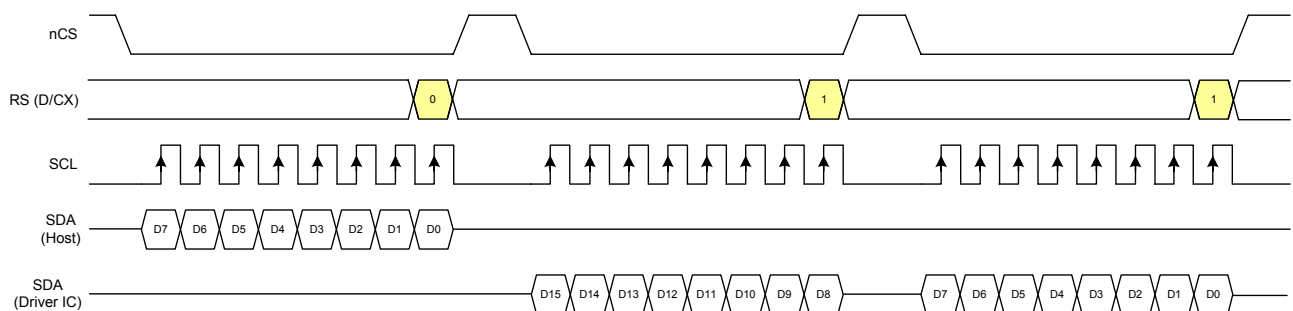 nCS
RS (D/CX) 0 1 1
SCL
SDA
(Host) D7 D6 D5 D4 D3 D2 D1 D0
SDA
(Driver IC) D15 D14 D13 D12 D11 D10 D9 D8 D7 D6 D5 D4 D3 D2 D1 D0